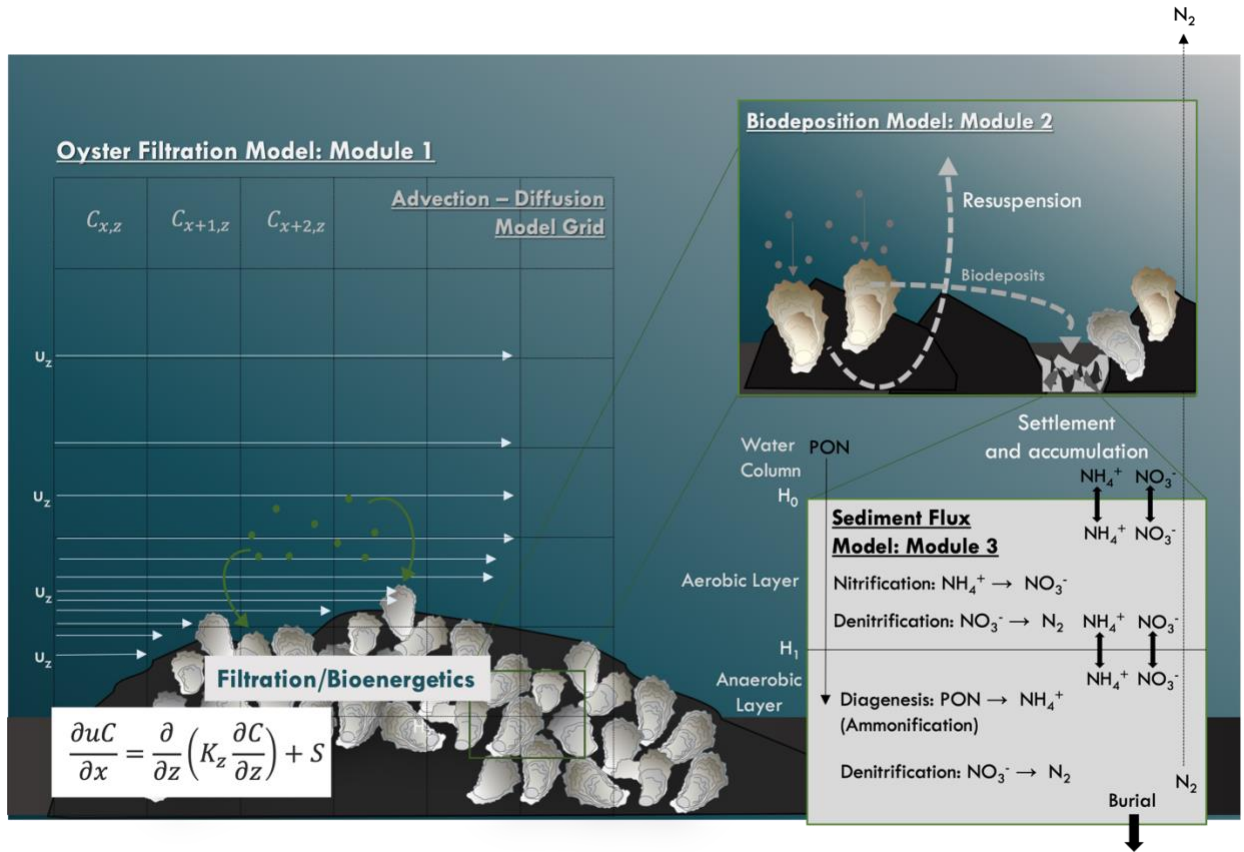 N₂
Oyster Filtration Model: Module 1
Advection – Diffusion
Model Grid
C_{x,z}
C_{x+1,z}
C_{x+2,z}
u_z
u_z
u_z
u_z
Filtration/Bioenergetics
∂uC/∂x = ∂/∂z (K_z ∂C/∂z) + S
Biodeposition Model: Module 2
Resuspension
Biodeposits
Settlement
and accumulation
Water
Column
PON
H₀
NH₄⁺ NO₃⁻
NH₄⁺ NO₃⁻
Sediment Flux
Model: Module 3
Aerobic Layer
Nitrification: NH₄⁺ → NO₃⁻
Denitrification: NO₃⁻ → N₂
NH₄⁺ NO₃⁻
H₁
Anaerobic
Layer
NH₄⁺ NO₃⁻
Diagenesis: PON → NH₄⁺
(Ammonification)
Denitrification: NO₃⁻ → N₂
N₂
Burial